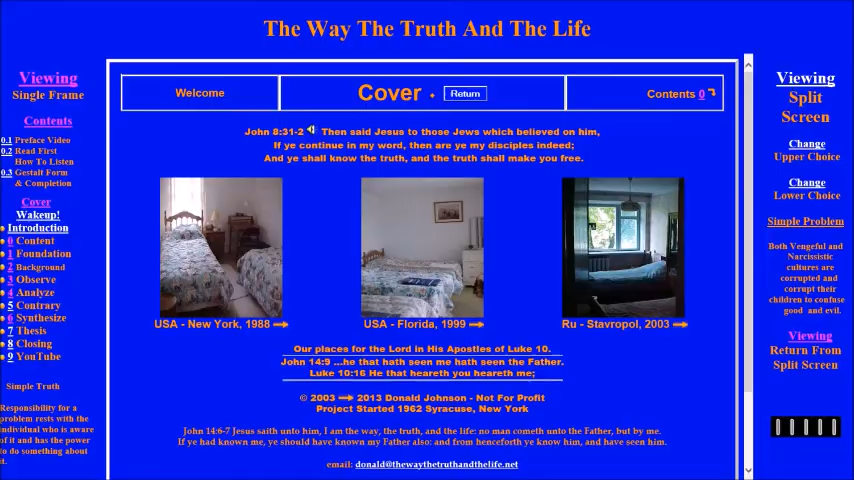 The Way The Truth And The Life
Viewing
Single Frame
Contents
0.1 Preface Video
0.2 Read First
How To Listen
0.3 Gestalt Form
& Completion
Cover
Wakeup!
Introduction
0 Content
1 Foundation
2 Background
3 Observe
4 Analyze
5 Contrary
6 Synthesize
7 Thesis
8 Closing
9 YouTube
Simple Truth
Responsibility for a
problem rests with the
individual who is aware
of it and has the power
to do something about
it.
Welcome
Cover
Return
Contents 0
John 8:31-2 Then said Jesus to those Jews which believed on him,
If ye continue in my word, then are ye my disciples indeed;
And ye shall know the truth, and the truth shall make you free.
USA - New York, 1988
USA - Florida, 1999
Ru - Stavropol, 2003
Our places for the Lord in His Apostles of Luke 10.
John 14:9 ...he that hath seen me hath seen the Father.
Luke 10:16 He that heareth you heareth me;
© 2003 2013 Donald Johnson - Not For Profit
Project Started 1962 Syracuse, New York
John 14:6-7 Jesus saith unto him, I am the way, the truth, and the life: no man cometh unto the Father, but by me.
If ye had known me, ye should have known my Father also: and from henceforth ye know him, and have seen him.
email: donald@thewaythetruthandthelife.net
Viewing
Split
Screen
Change
Upper Choice
Change
Lower Choice
Simple Problem
Both Vengeful and
Narcissistic
cultures are
corrupted and
corrupt their
children to confuse
good and evil.
Viewing
Return From
Split Screen